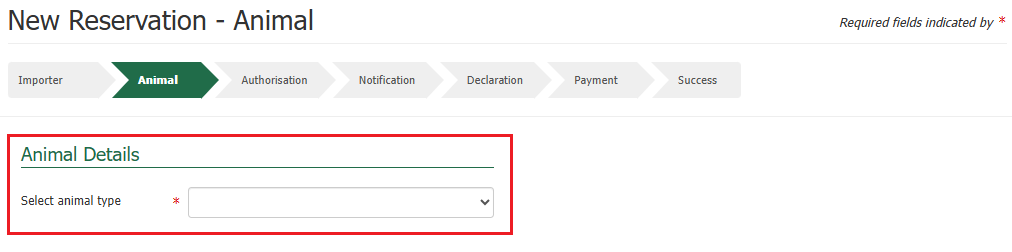 New Reservation - Animal
Required fields indicated by *
Importer
Animal
Authorisation
Notification
Declaration
Payment
Success
Animal Details
Select animal type *